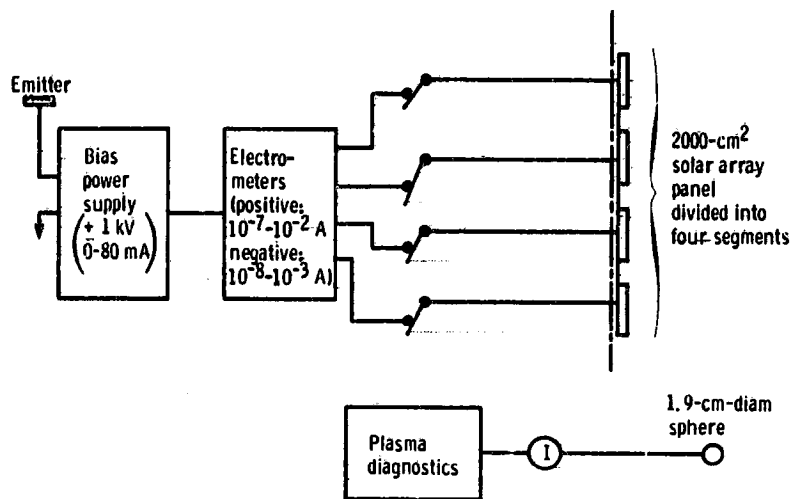 Emitter
Bias
power
supply
± 1 kV
0-80 mA
Electro-
meters
(positive:
10⁻⁷-10⁻² A
negative:
10⁻⁸-10⁻³ A)
2000-cm²
solar array
panel
divided into
four segments
Plasma
diagnostics
I
1.9-cm-diam
sphere